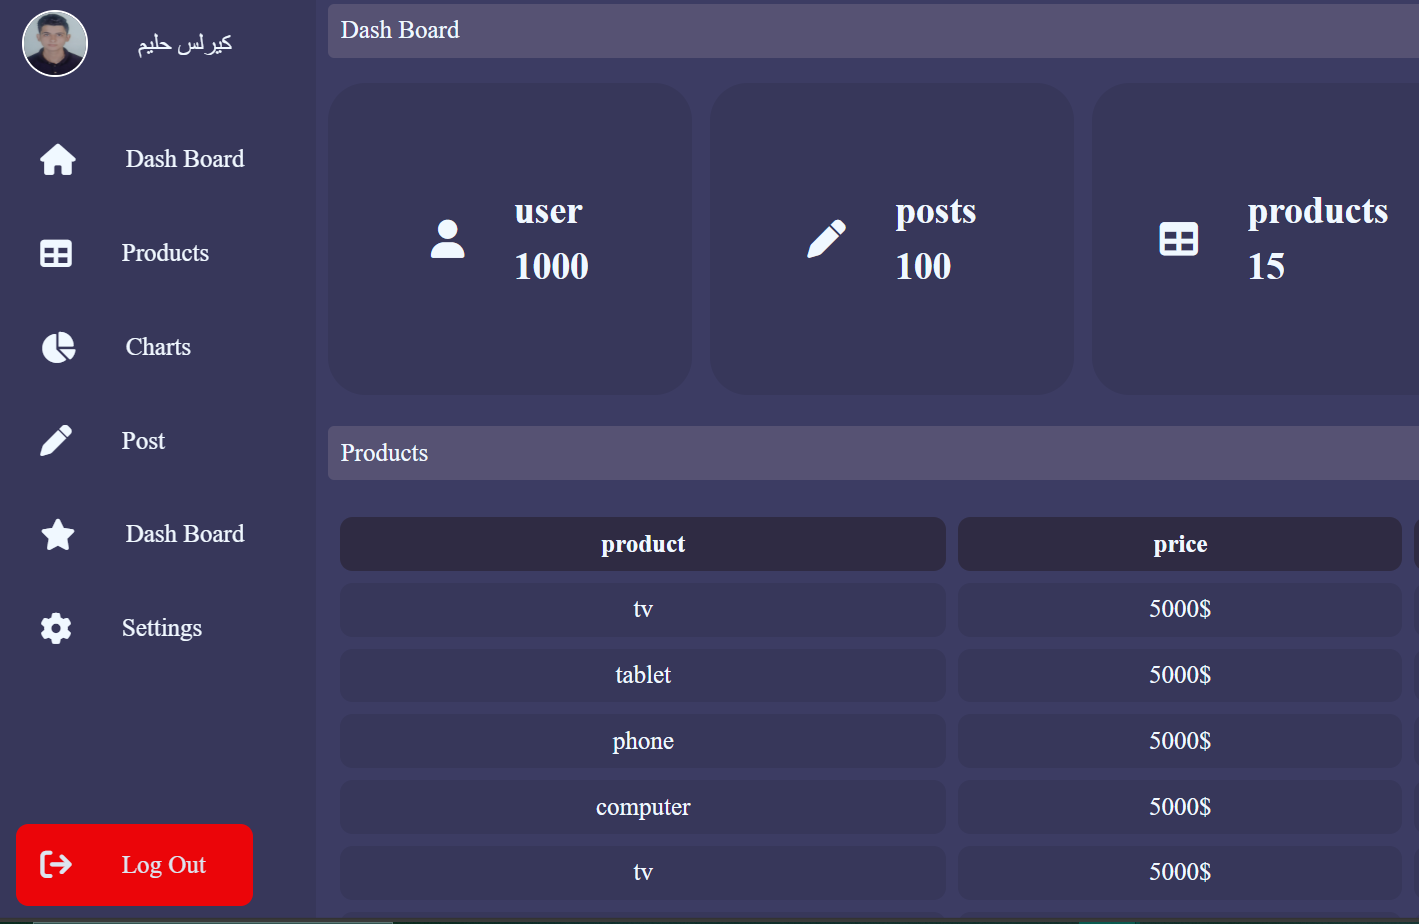 كيرلس حليم
Dash Board
Products
Charts
Post
Dash Board
Settings
Log Out
Dash Board
user
1000
posts
100
products
15
Products
product price
tv 5000$
tablet 5000$
phone 5000$
computer 5000$
tv 5000$